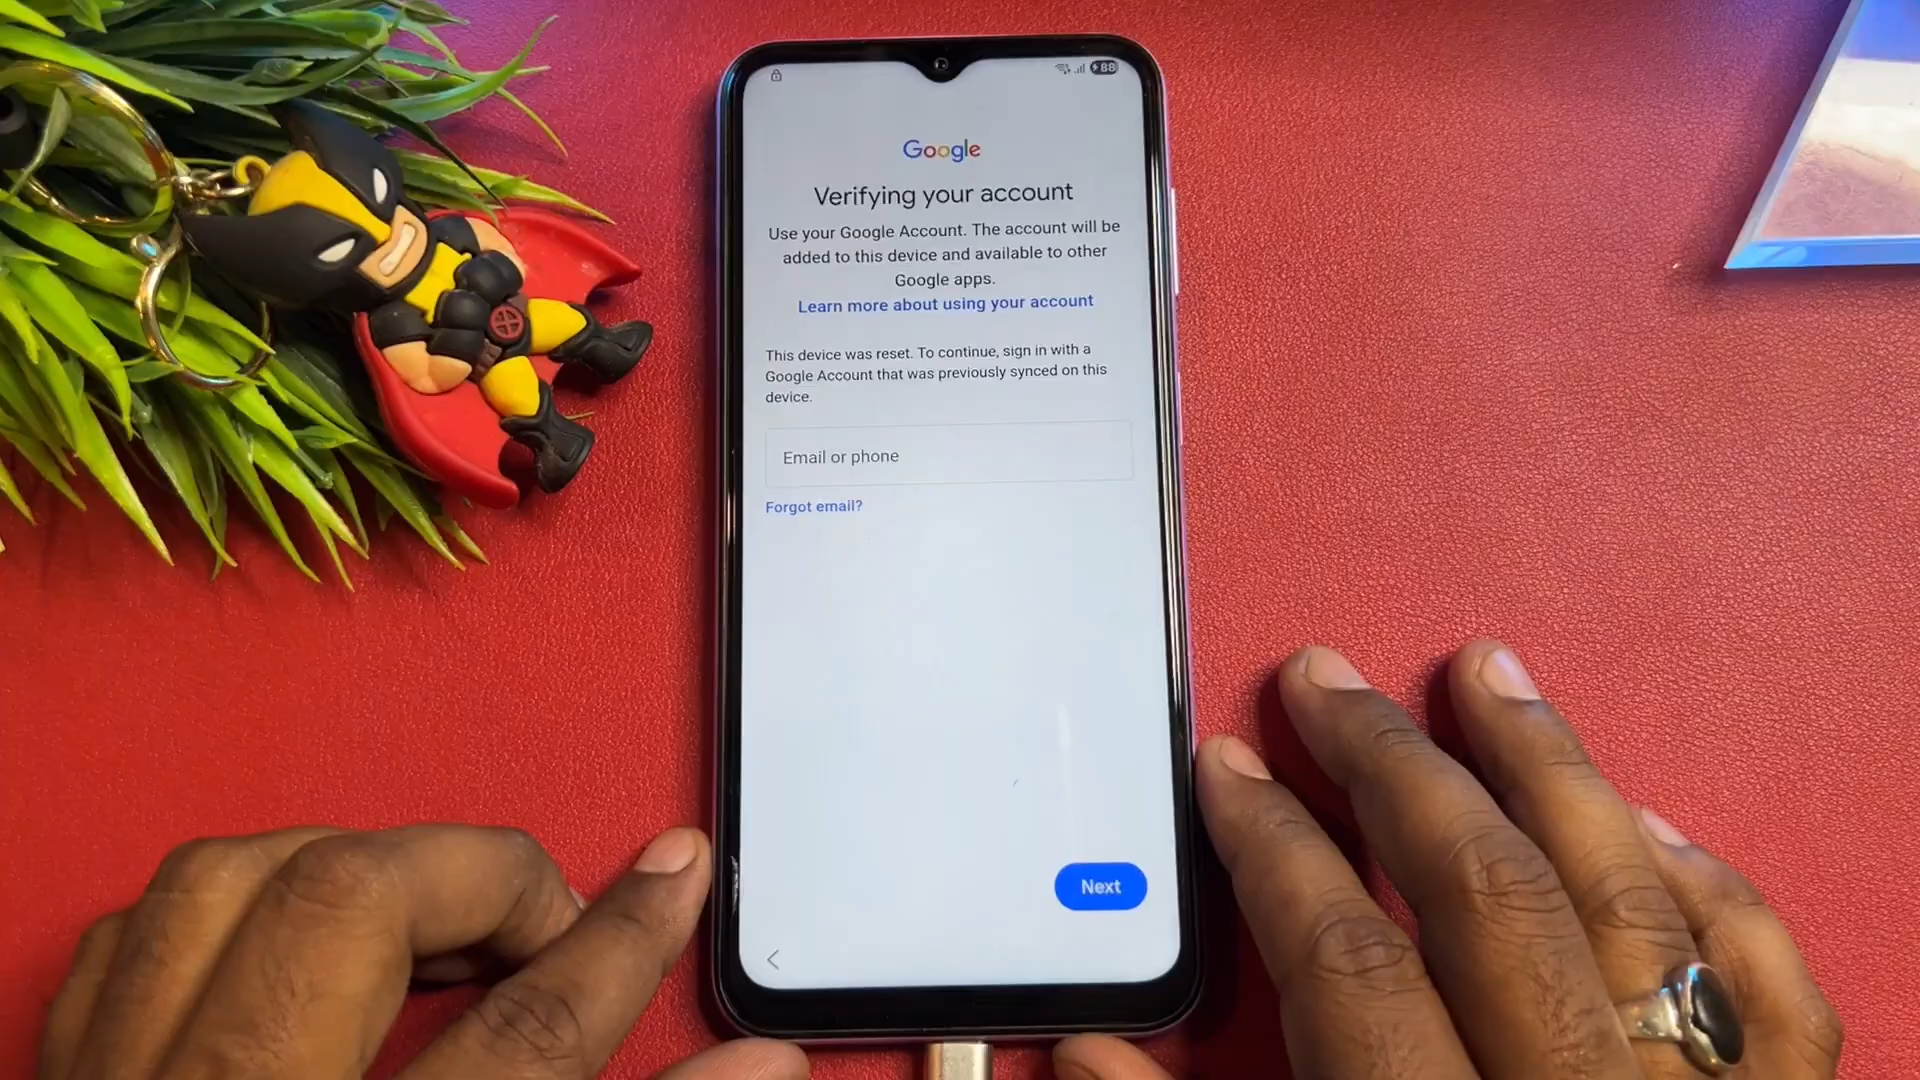 88
Google
Verifying your account
Use your Google Account. The account will be
added to this device and available to other
Google apps.
Learn more about using your account
This device was reset. To continue, sign in with a
Google Account that was previously synced on this
device.
Email or phone
Forgot email?
Next